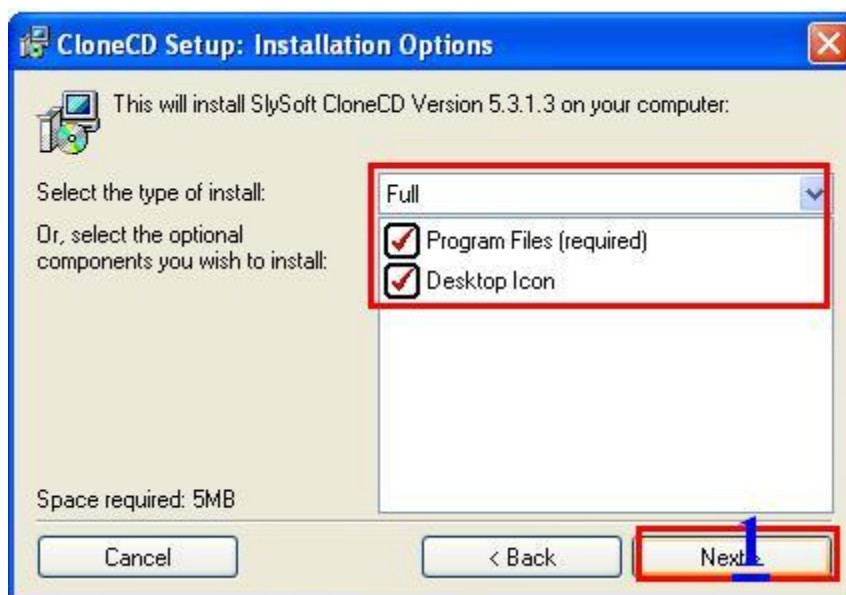 CloneCD Setup: Installation Options
This will install SlySoft CloneCD Version 5.3.1.3 on your computer:
Select the type of install:
Full
Or, select the optional
components you wish to install:
Program Files (required)
Desktop Icon
Space required: 5MB
Cancel
< Back
Next >
1